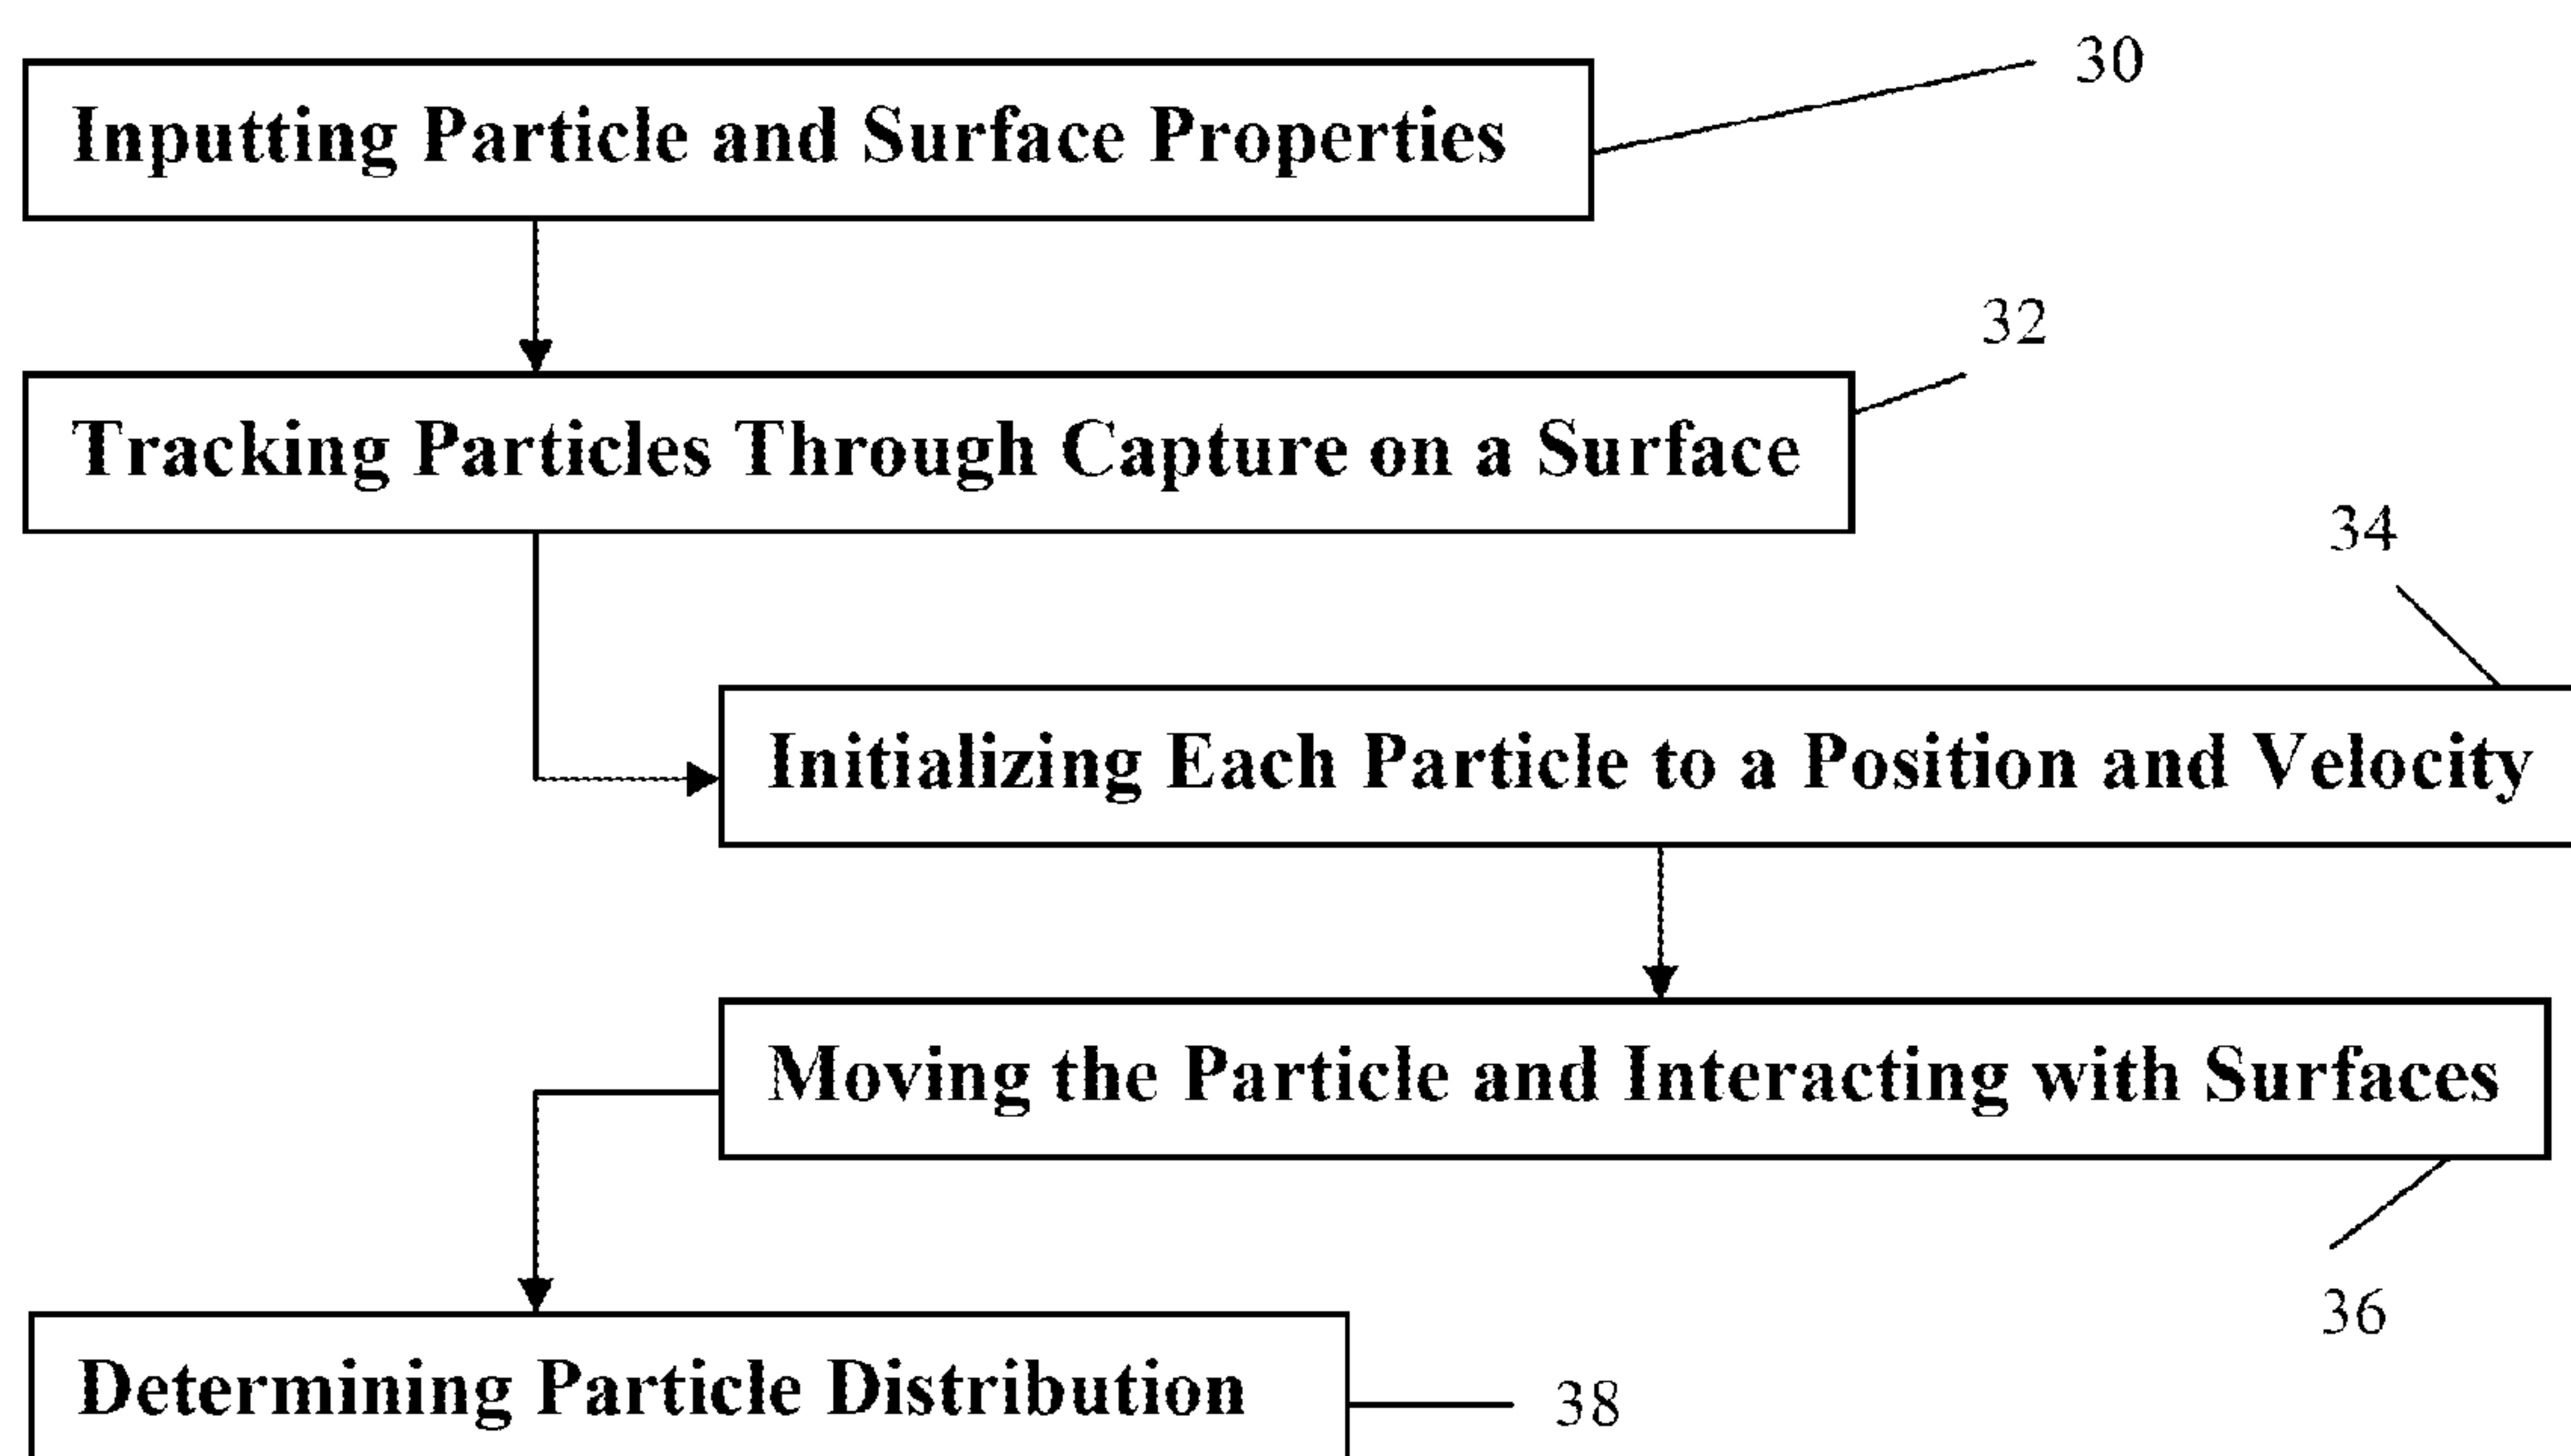 30
Inputting Particle and Surface Properties
32
Tracking Particles Through Capture on a Surface
34
Initializing Each Particle to a Position and Velocity
Moving the Particle and Interacting with Surfaces
36
Determining Particle Distribution
38